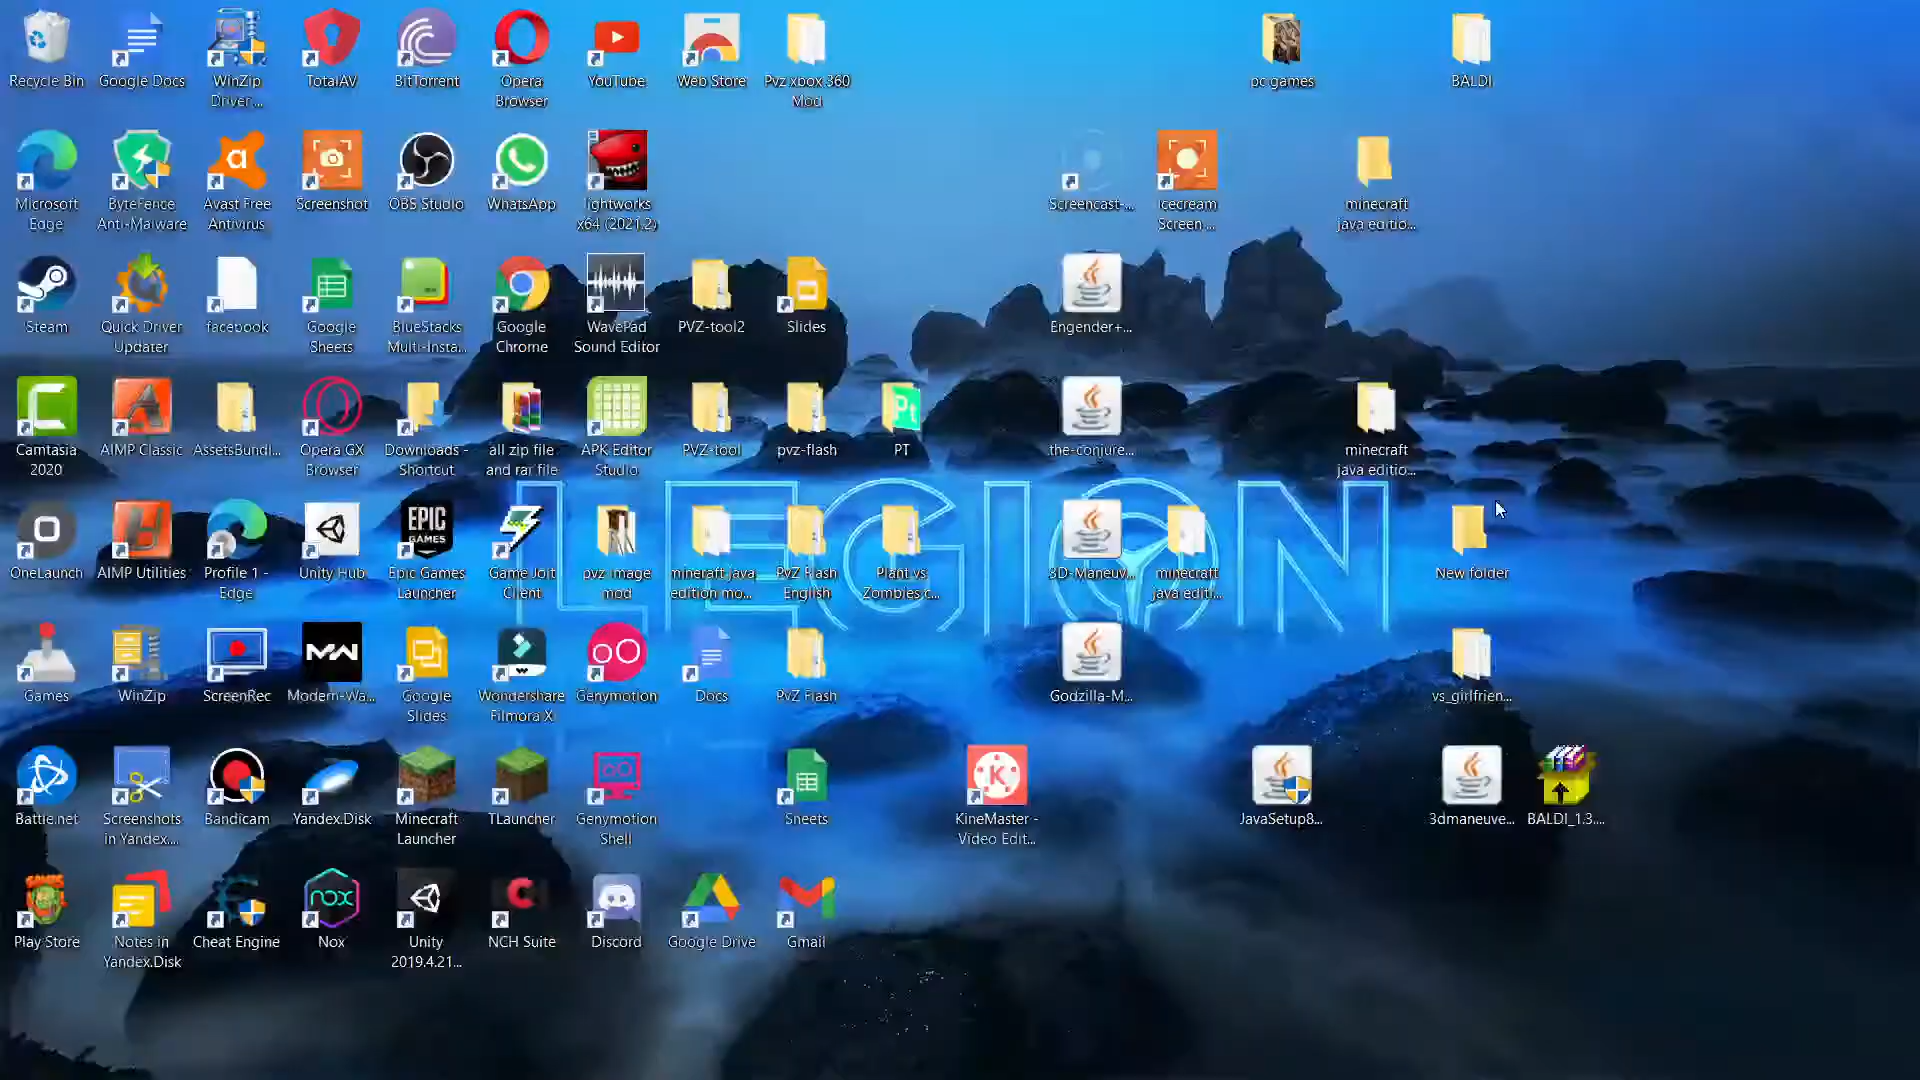 Recycle Bin
Google Docs
WinZip
Driver ...
TotalAV
BitTorrent
Opera
Browser
YouTube
Web Store
Pvz xbox 360
Mod
pc games
BALDI
Microsoft
Edge
ByteFence
Anti-Malware
Avast Free
Antivirus
Screenshot
OBS Studio
WhatsApp
lightworks
x64 (2021.2)
Screencast-...
Icecream
Screen ...
minecraft
java editio...
Steam
Quick Driver
Updater
facebook
Google
Sheets
BlueStacks
Multi-Insta...
Google
Chrome
WavePad
Sound Editor
PVZ-tool2
Slides
Engender+...
Camtasia
2020
AIMP Classic
AssetsBundl...
Opera GX
Browser
Downloads -
Shortcut
all zip file
and rar file
APK Editor
Studio
PVZ-tool
pvz-flash
Pt
PT
the-conjure...
minecraft
java editio...
LEGION
OneLaunch
AIMP Utilities
Profile 1 -
Edge
Unity Hub
EPIC
GAMES
Epic Games
Launcher
Game Jolt
Client
pvz image
mod
mineraft java
edition mo...
PvZ Flash
English
Plant vs
Zombies c...
3D-Maneuv...
minecraft
java editi...
New folder
Games
WinZip
ScreenRec
MW
Modern-Wa...
Google
Slides
Wondershare
Filmora X
Genymotion
Docs
PvZ Flash
Godzilla-M...
vs_girlfrien...
Battle.net
Screenshots
in Yandex....
Bandicam
Yandex.Disk
Minecraft
Launcher
TLauncher
Genymotion
Shell
Sheets
K
KineMaster -
Video Edit...
JavaSetup8...
3dmaneuve...
BALDI_1.3....
Play Store
Notes in
Yandex.Disk
Cheat Engine
nox
Nox
Unity
2019.4.21...
NCH Suite
Discord
Google Drive
Gmail